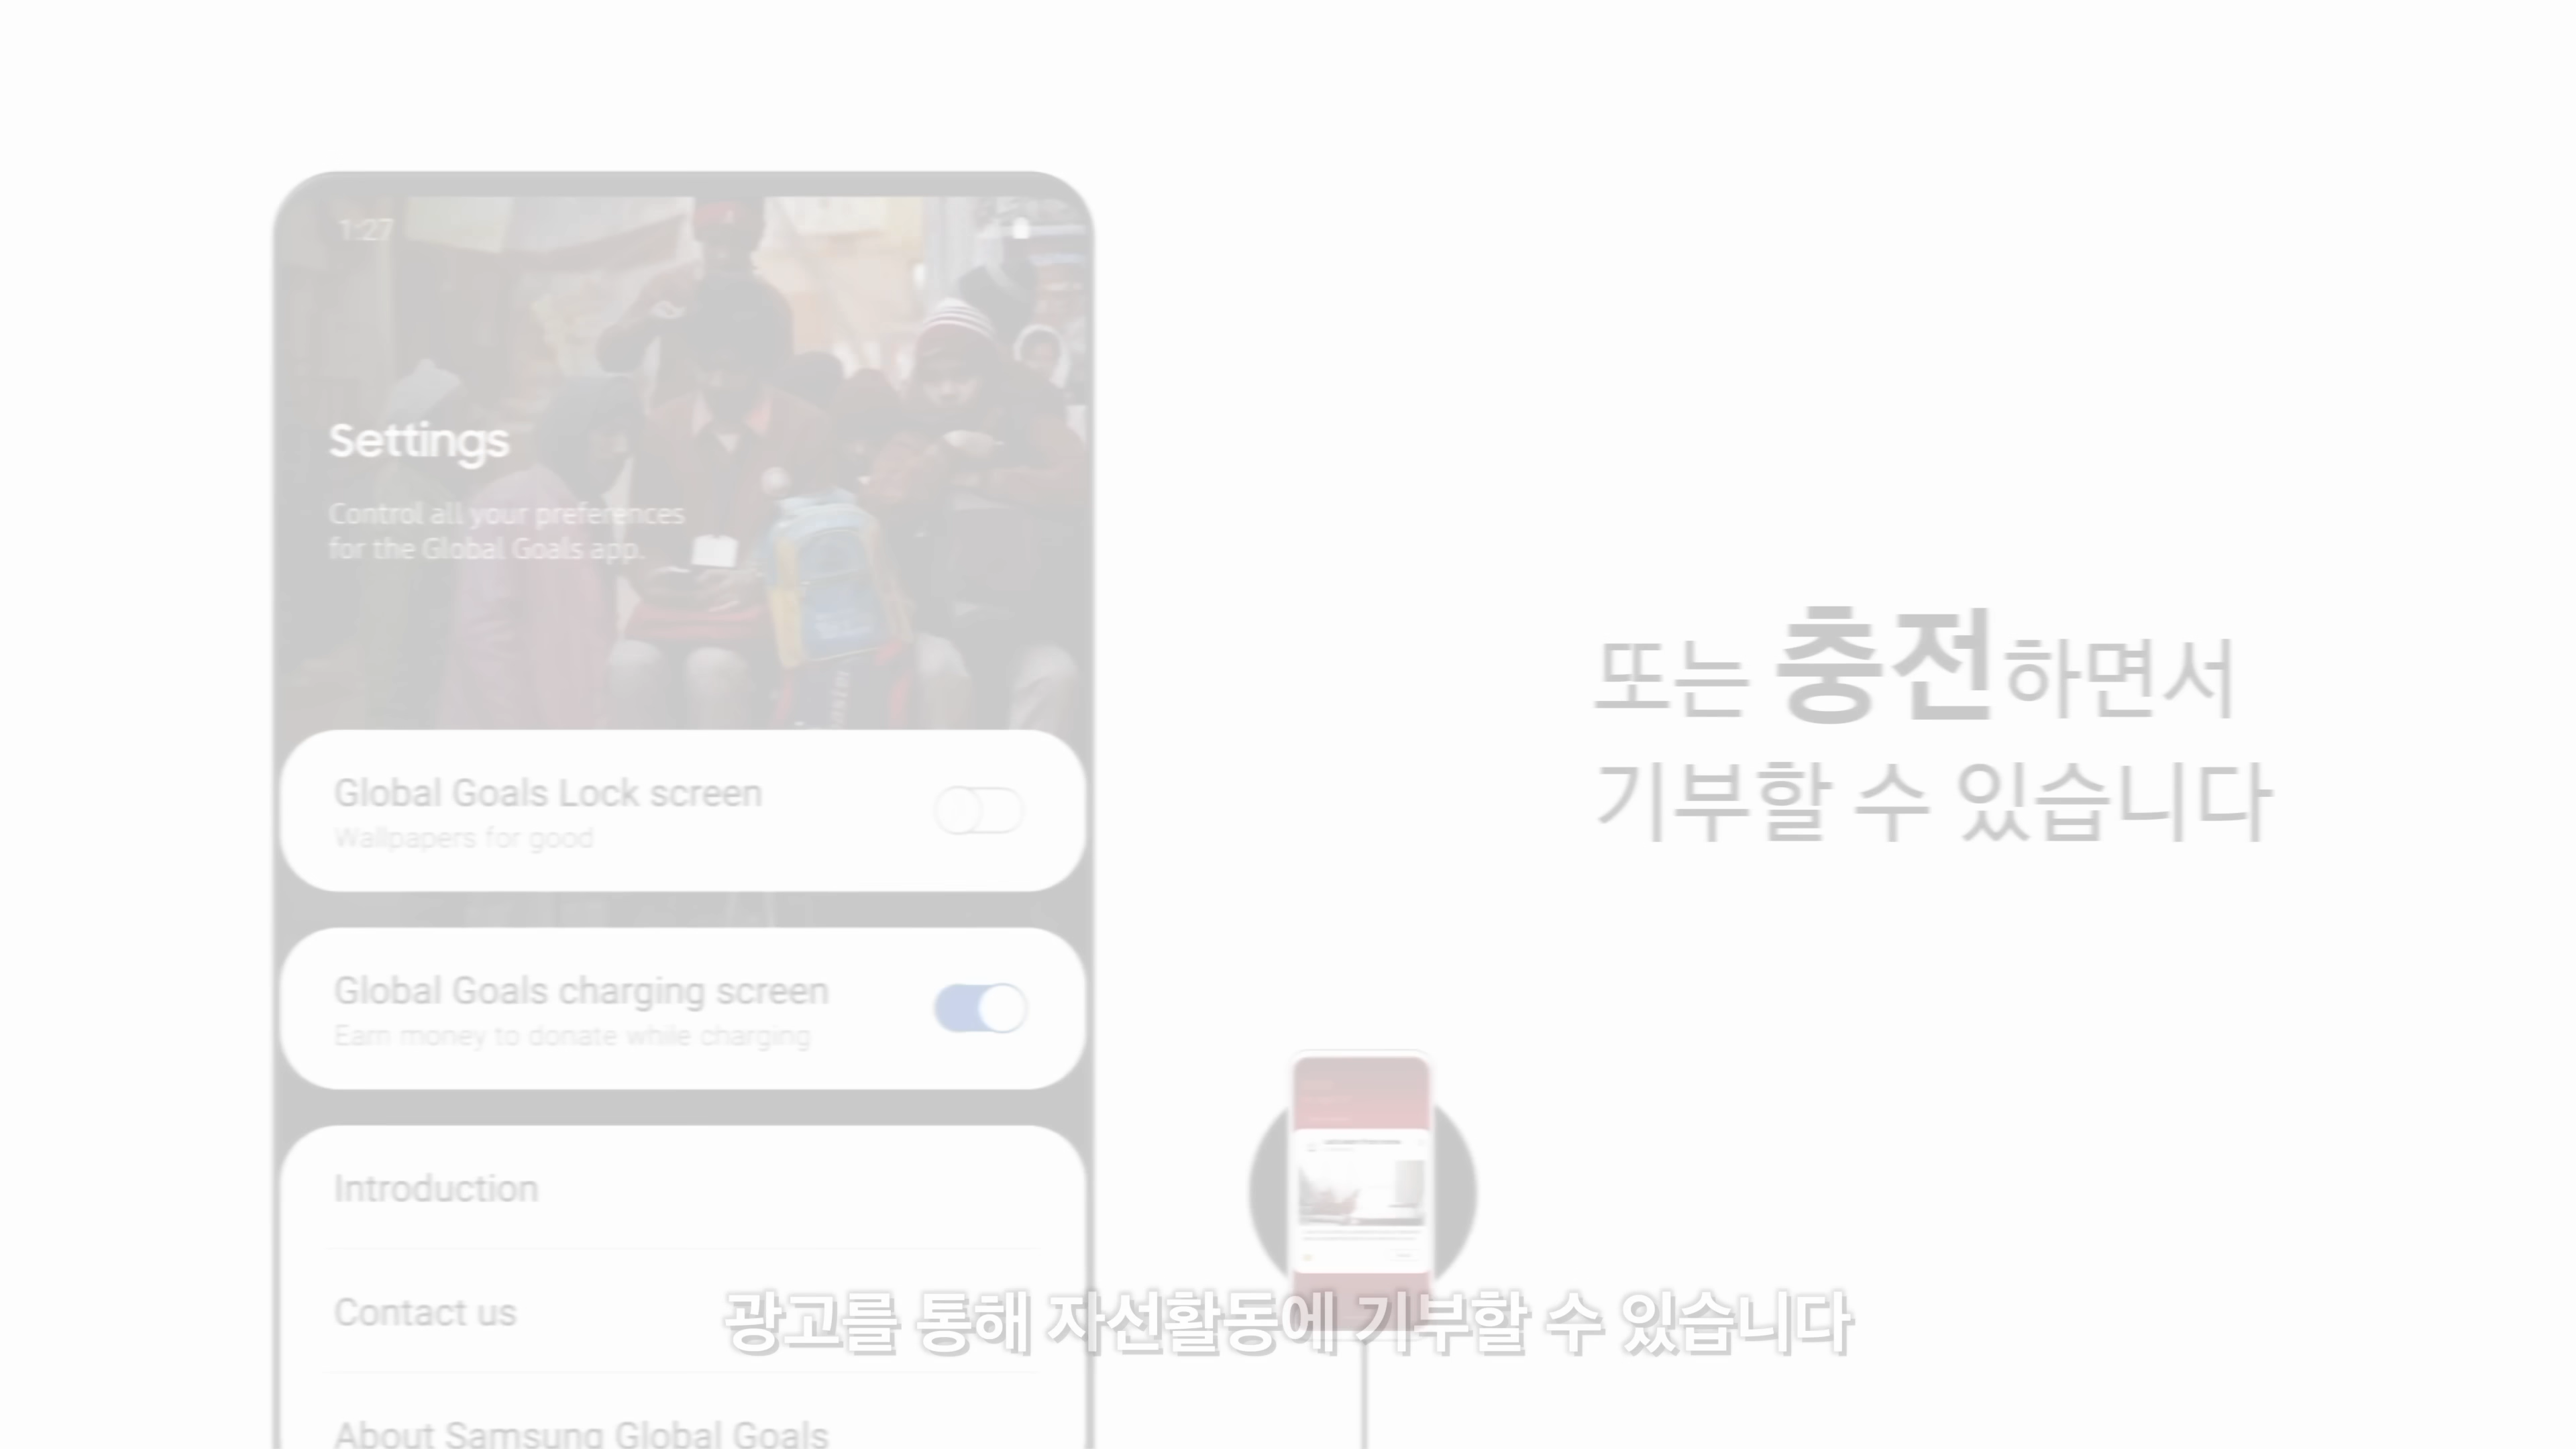 1:27
Settings
Control all your preferences
for the Global Goals app.
Global Goals Lock screen
Wallpapers for good
Global Goals charging screen
Earn money to donate while charging
Introduction
Contact us
About Samsung Global Goals
또는 충전하면서
기부할 수 있습니다
광고를 통해 자선활동에 기부할 수 있습니다